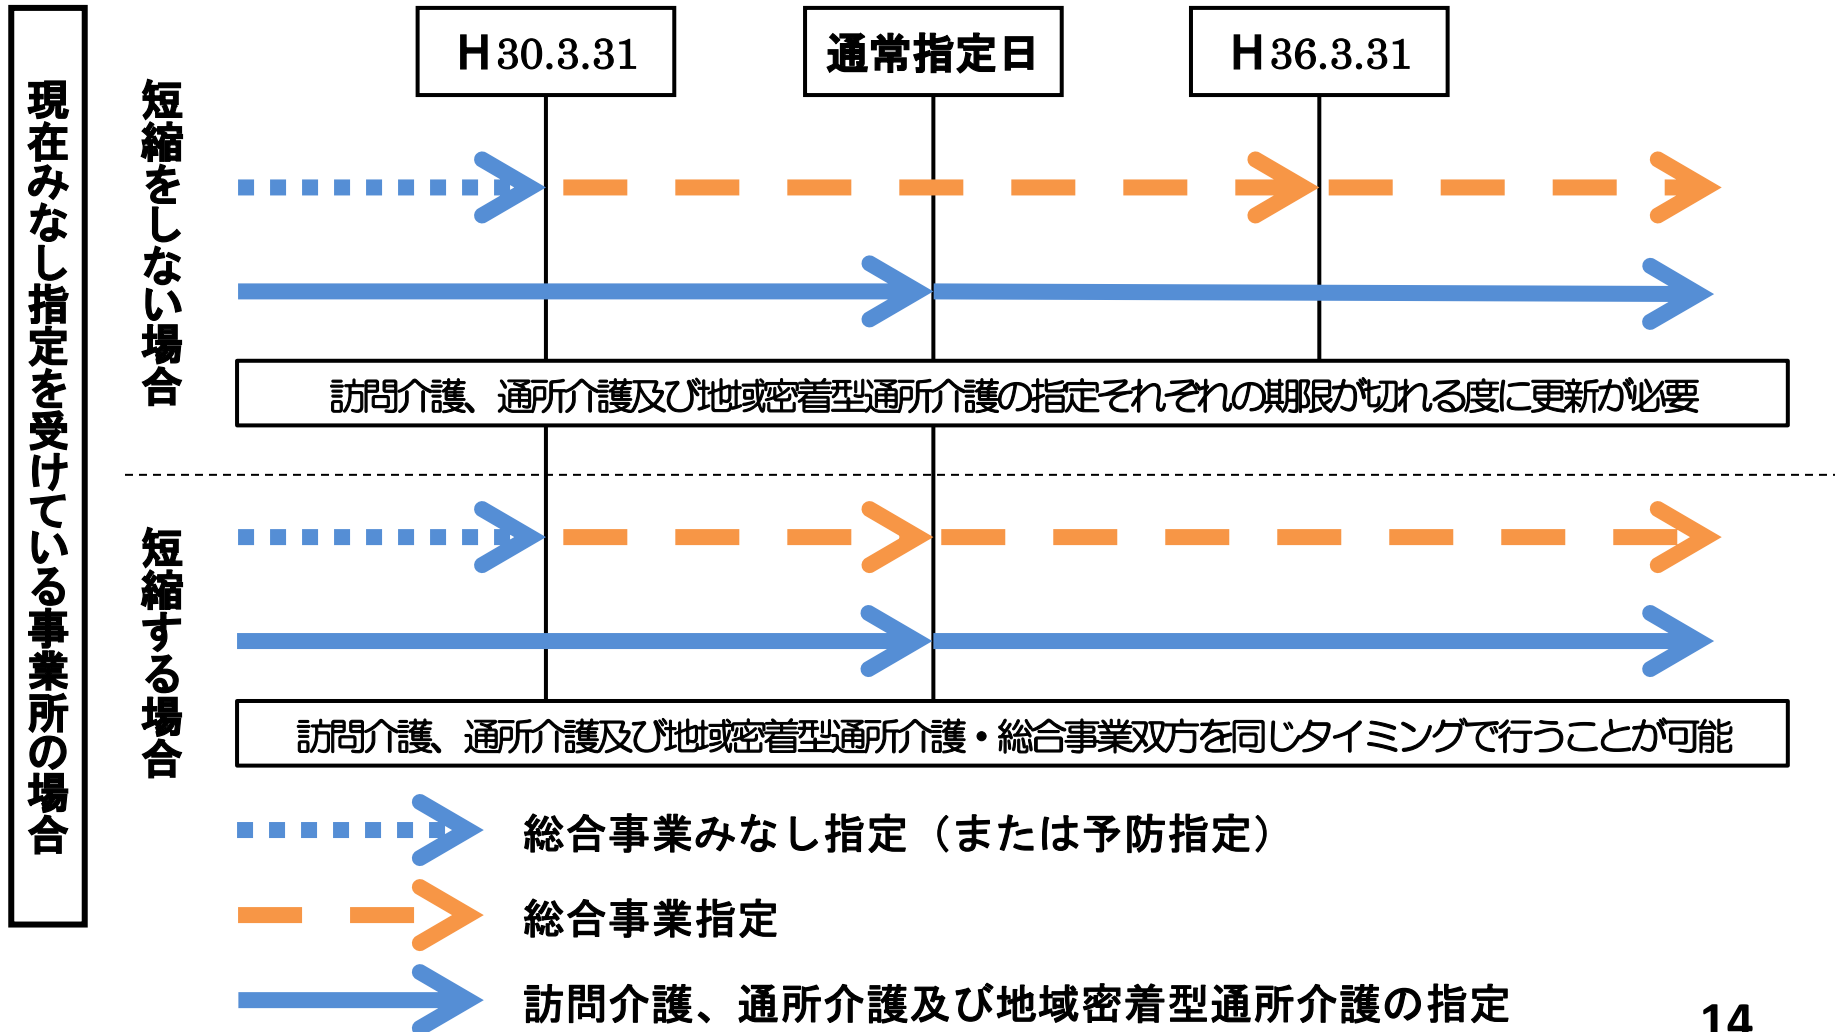 現在みなし指定を受けている事業所の場合
H30.3.31
通常指定日
H36.3.31
短縮をしない場合
訪問介護、通所介護及び地域密着型通所介護の指定それぞれの期限が切れる度に更新が必要
短縮する場合
訪問介護、通所介護及び地域密着型通所介護・総合事業双方を同じタイミングで行うことが可能
総合事業みなし指定（または予防指定）
総合事業指定
訪問介護、通所介護及び地域密着型通所介護の指定
14